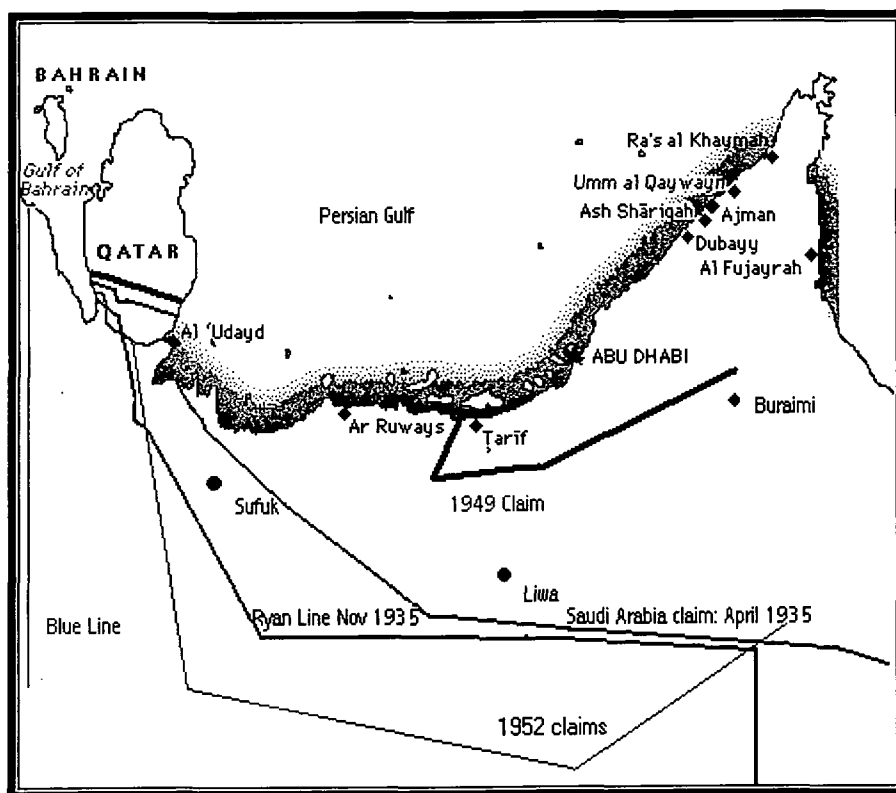 BAHRAIN
Gulf of
Bahrain
QATAR
Persian Gulf
Ra's al Khaymah
Umm al Qaywayn
Ash Shāriqah
Ajman
Dubayy
Al Fujayrah
Al 'Udayd
ABU DHABI
Buraimi
Ar Ruways
Ṭarīf
1949 Claim
Sufuk
Liwa
Ryan Line Nov 1935
Saudi Arabia claim: April 1935
Blue Line
1952 claims